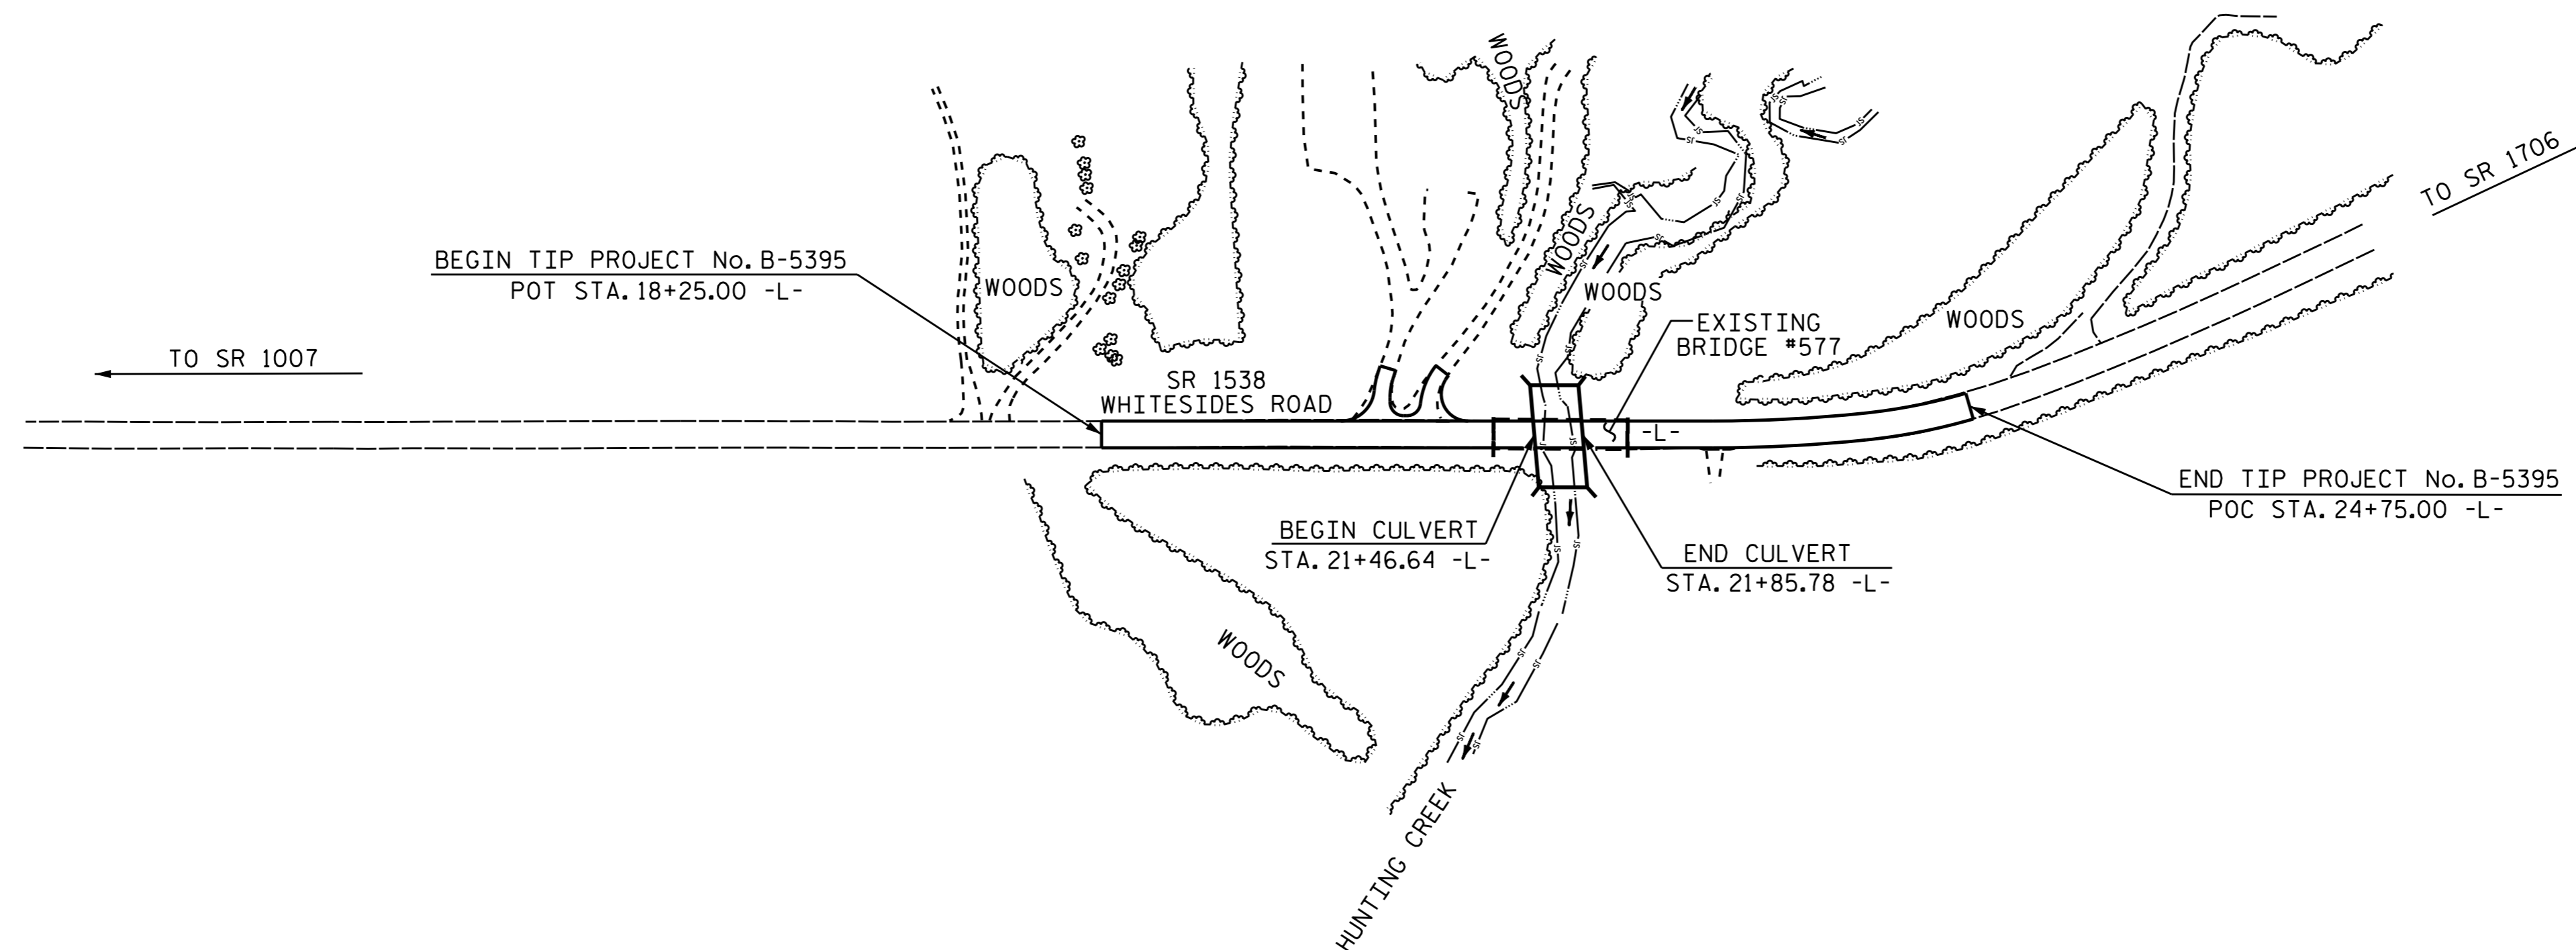 WOODS
TO SR 1706
WOODS
BEGIN TIP PROJECT No. B-5395
POT STA. 18+25.00 -L-
WOODS
WOODS
WOODS
EXISTING
BRIDGE #577
TO SR 1007
SR 1538
WHITESIDES ROAD
-L-
END TIP PROJECT No. B-5395
POC STA. 24+75.00 -L-
BEGIN CULVERT
STA. 21+46.64 -L-
END CULVERT
STA. 21+85.78 -L-
WOODS
HUNTING CREEK